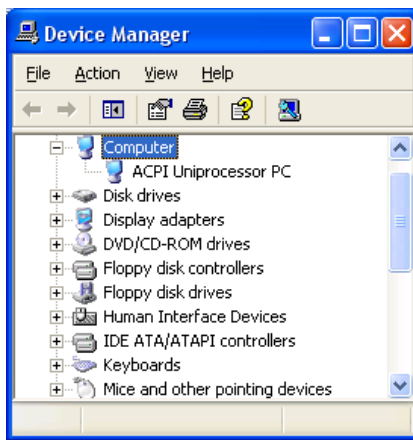 Device Manager
File Action View Help
Computer
ACPI Uniprocessor PC
Disk drives
Display adapters
DVD/CD-ROM drives
Floppy disk controllers
Floppy disk drives
Human Interface Devices
IDE ATA/ATAPI controllers
Keyboards
Mice and other pointing devices